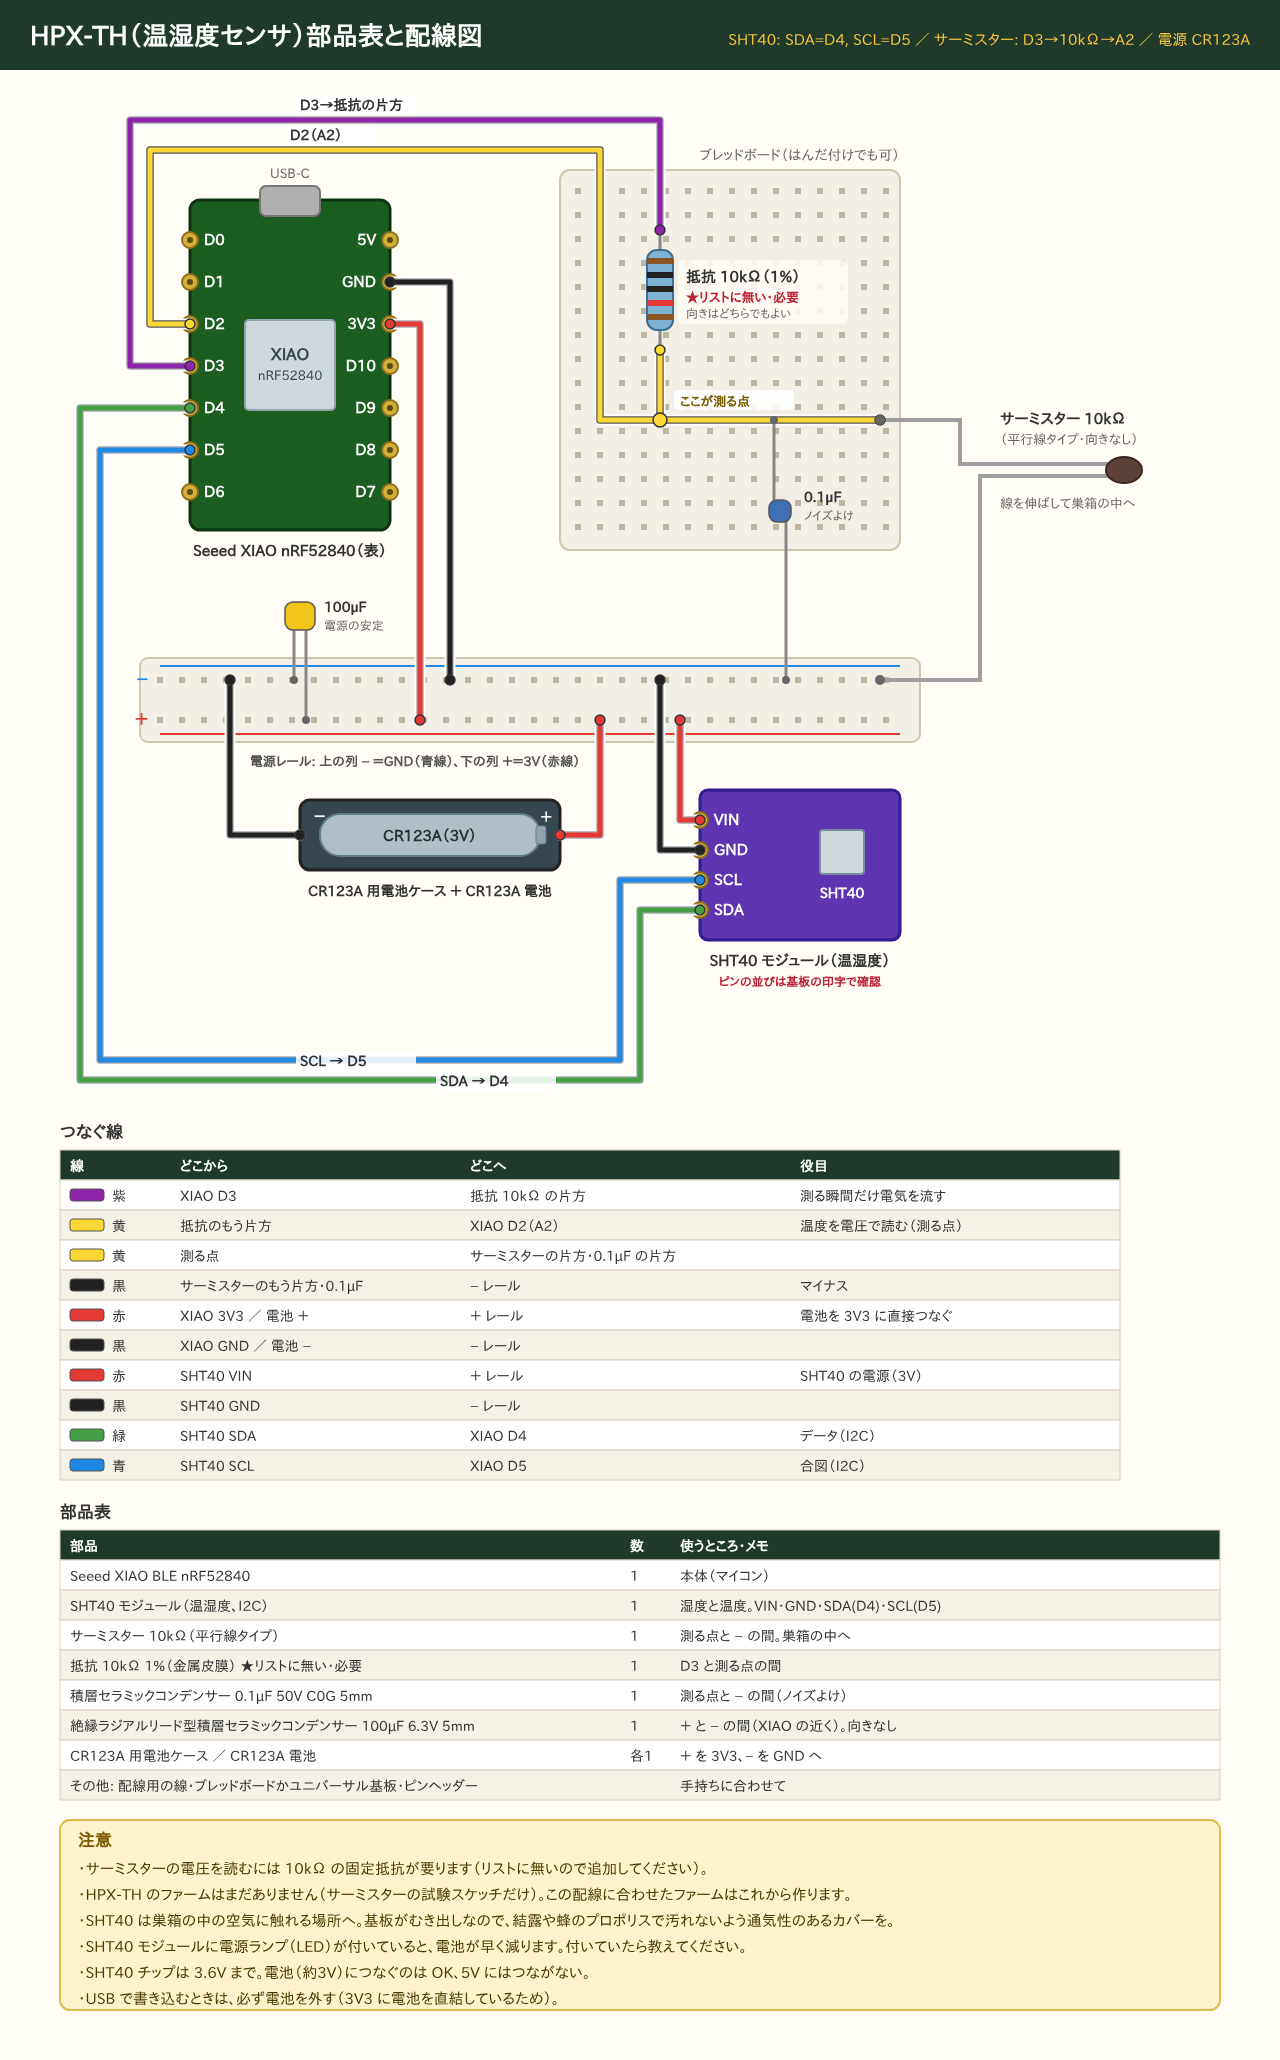 HPX-TH（温湿度センサ）部品表と配線図
SHT40: SDA=D4, SCL=D5 ／ サーミスター: D3→10kΩ→A2 ／ 電源 CR123A
D3→抵抗の片方
D2（A2）
USB-C
ブレッドボード（はんだ付けでも可）
D0 5V
D1 GND
D2 3V3
D3 D10
D4 D9
D5 D8
D6 D7
XIAO
nRF52840
Seeed XIAO nRF52840（表）
抵抗 10kΩ（1%）
★リストに無い・必要
向きはどちらでもよい
ここが測る点
サーミスター 10kΩ
（平行線タイプ・向きなし）
線を伸ばして巣箱の中へ
0.1µF
ノイズよけ
100µF
電源の安定
−
+
電源レール: 上の列 − ＝GND（青線）、下の列 ＋＝3V（赤線）
− +
CR123A（3V）
CR123A 用電池ケース ＋ CR123A 電池
VIN
GND
SCL
SDA
SHT40
SHT40 モジュール（温湿度）
ピンの並びは基板の印字で確認
SCL → D5
SDA → D4
つなぐ線
線 どこから どこへ 役目
紫 XIAO D3 抵抗 10kΩ の片方 測る瞬間だけ電気を流す
黄 抵抗のもう片方 XIAO D2（A2） 温度を電圧で読む（測る点）
黄 測る点 サーミスターの片方・0.1µF の片方
黒 サーミスターのもう片方・0.1µF − レール マイナス
赤 XIAO 3V3 ／ 電池 ＋ ＋ レール 電池を 3V3 に直接つなぐ
黒 XIAO GND ／ 電池 − − レール
赤 SHT40 VIN ＋ レール SHT40 の電源（3V）
黒 SHT40 GND − レール
緑 SHT40 SDA XIAO D4 データ（I2C）
青 SHT40 SCL XIAO D5 合図（I2C）
部品表
部品 数 使うところ・メモ
Seeed XIAO BLE nRF52840 1 本体（マイコン）
SHT40 モジュール（温湿度、I2C） 1 湿度と温度。VIN・GND・SDA(D4)・SCL(D5)
サーミスター 10kΩ（平行線タイプ） 1 測る点と − の間。巣箱の中へ
抵抗 10kΩ 1%（金属皮膜） ★リストに無い・必要 1 D3 と測る点の間
積層セラミックコンデンサー 0.1µF 50V C0G 5mm 1 測る点と − の間（ノイズよけ）
絶縁ラジアルリード型積層セラミックコンデンサー 100µF 6.3V 5mm 1 ＋ と − の間（XIAO の近く）。向きなし
CR123A 用電池ケース ／ CR123A 電池 各1 ＋ を 3V3、− を GND へ
その他: 配線用の線・ブレッドボードかユニバーサル基板・ピンヘッダー 手持ちに合わせて
注意
・サーミスターの電圧を読むには 10kΩ の固定抵抗が要ります（リストに無いので追加してください）。
・HPX-TH のファームはまだありません（サーミスターの試験スケッチだけ）。この配線に合わせたファームはこれから作ります。
・SHT40 は巣箱の中の空気に触れる場所へ。基板がむき出しなので、結露や蜂のプロポリスで汚れないよう通気性のあるカバーを。
・SHT40 モジュールに電源ランプ（LED）が付いていると、電池が早く減ります。付いていたら教えてください。
・SHT40 チップは 3.6V まで。電池（約3V）につなぐのは OK、5V にはつながない。
・USB で書き込むときは、必ず電池を外す（3V3 に電池を直結しているため）。